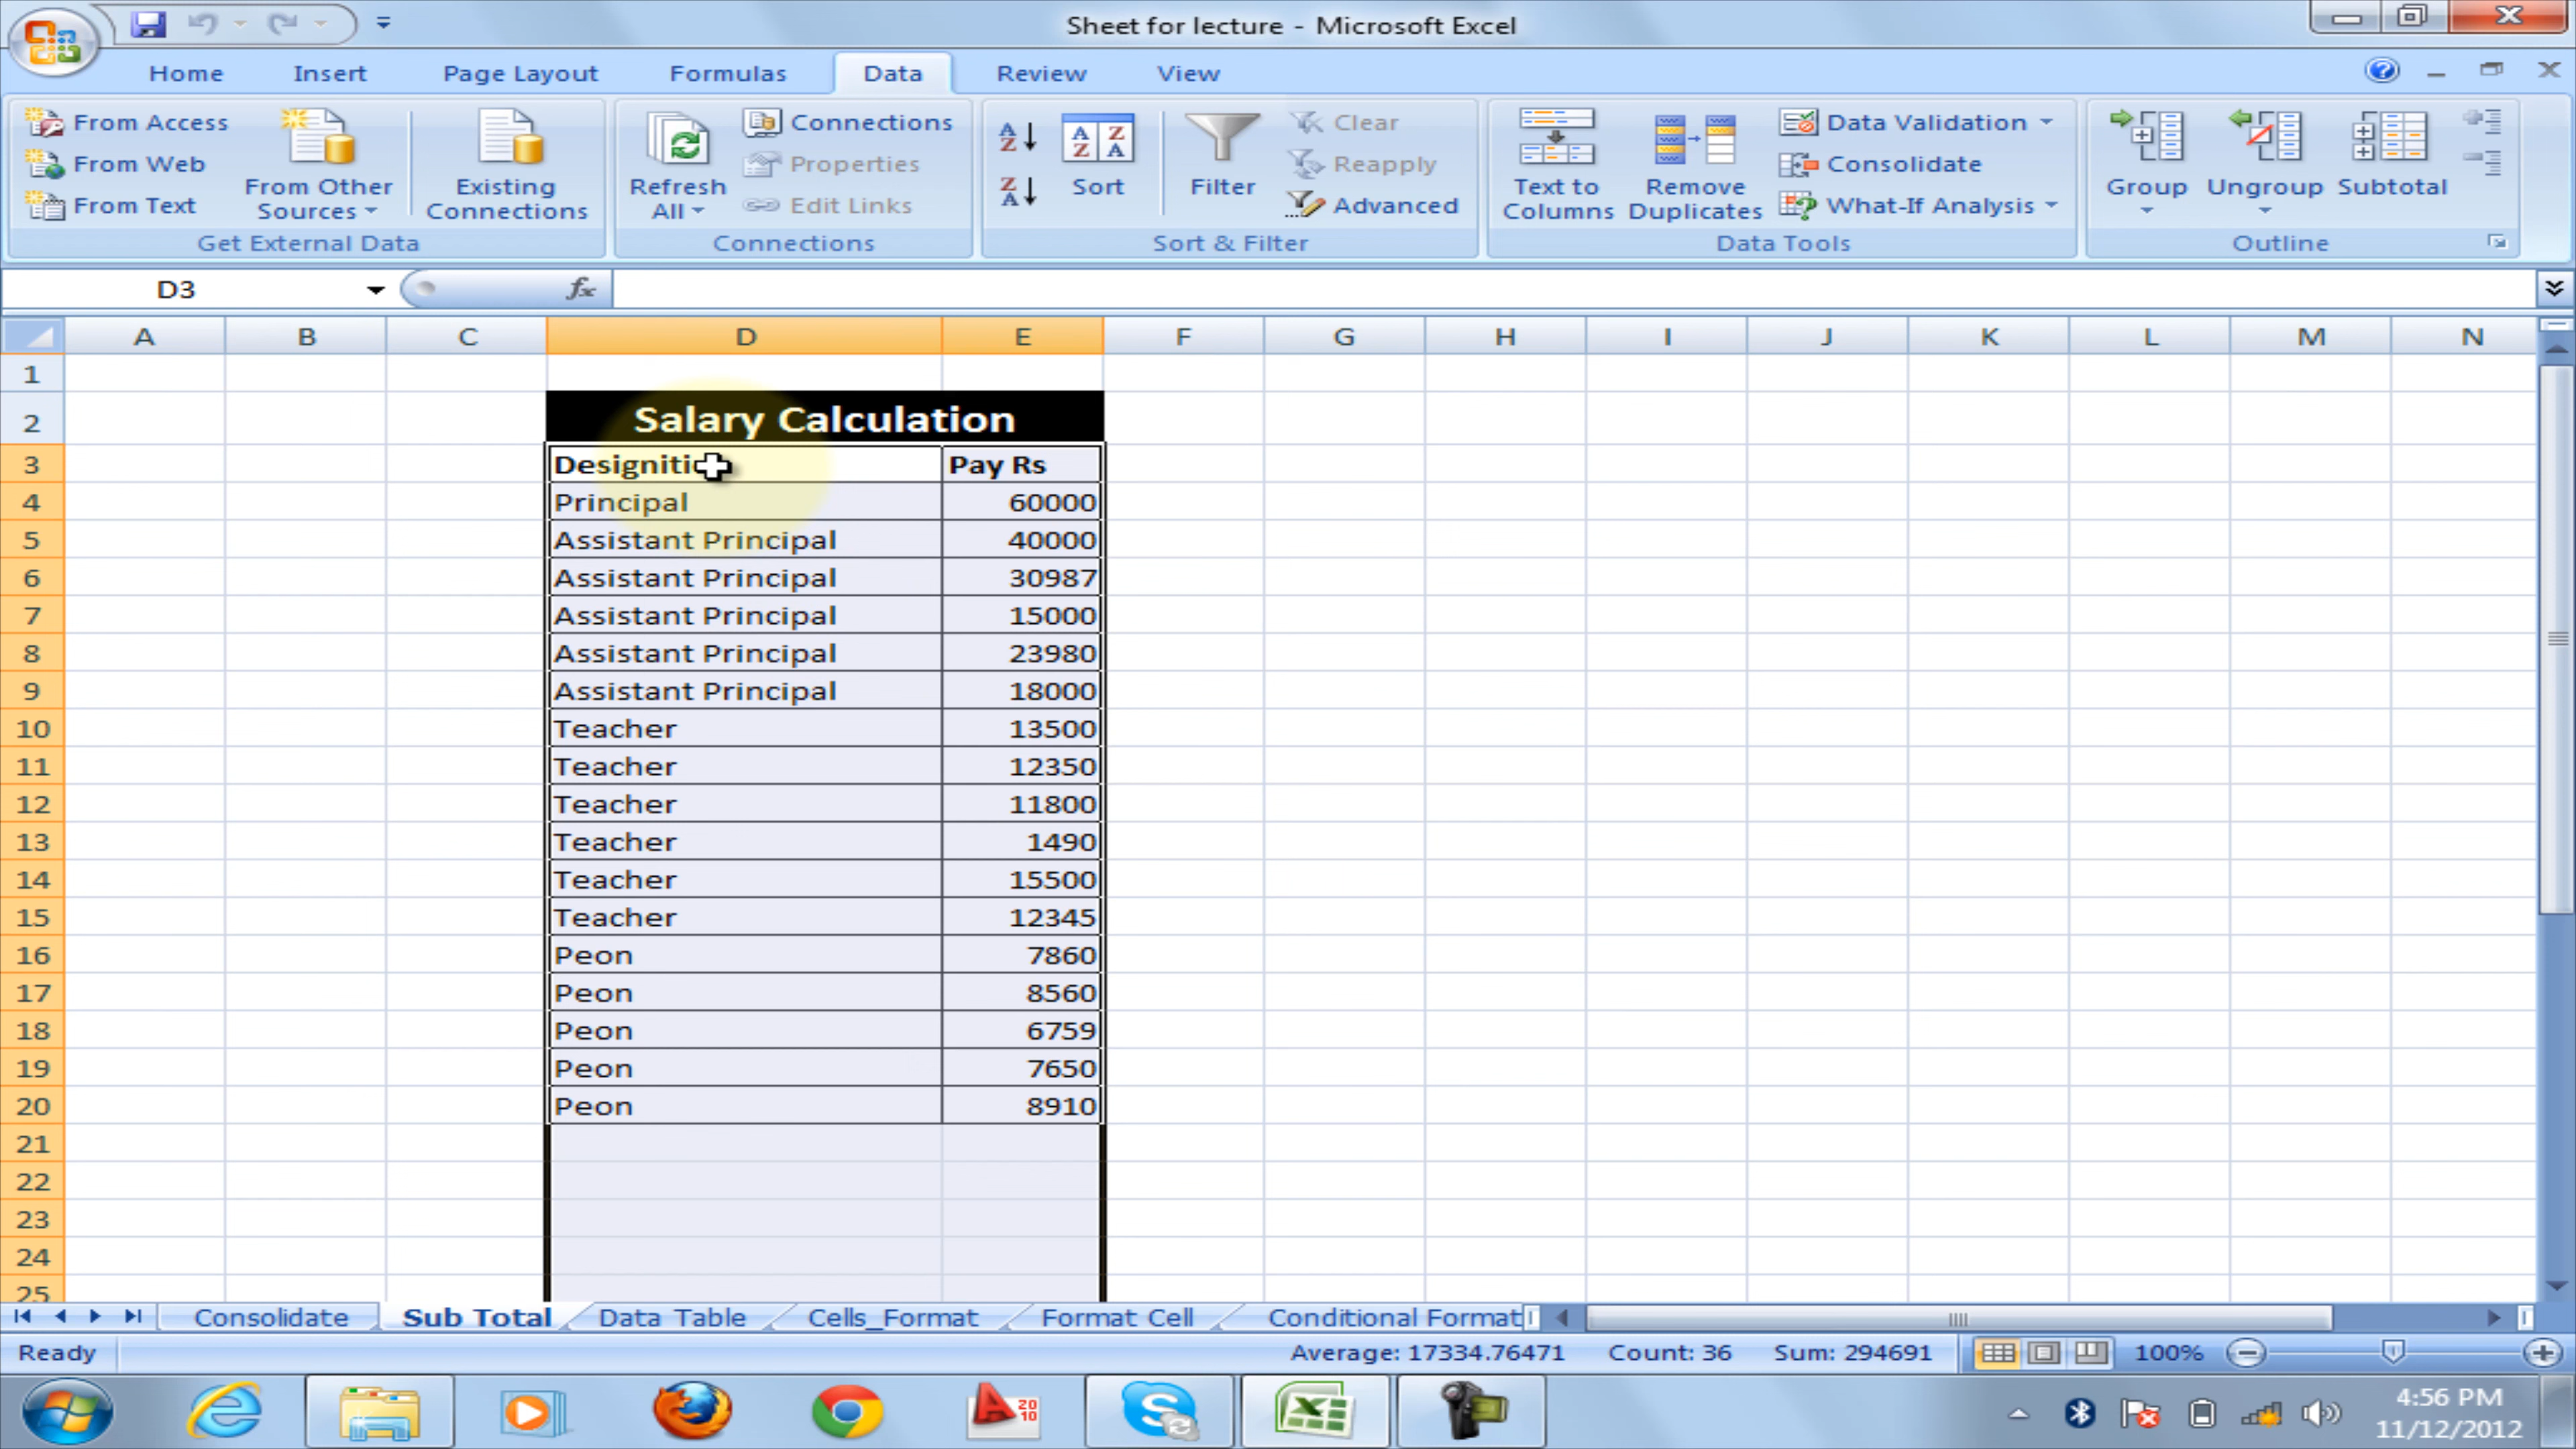 Sheet for lecture - Microsoft Excel
Home Insert Page Layout Formulas Data Review View
From Access
From Web
From Text
From Other Sources
Existing Connections
Get External Data
Refresh All
Connections
Properties
Edit Links
Connections
A Z
Z A
A Z Z A
Sort
Filter
Clear
Reapply
Advanced
Sort & Filter
Text to Columns
Remove Duplicates
Data Validation
Consolidate
What-If Analysis
Data Tools
Group
Ungroup
Subtotal
Outline
D3 fx
A B C D E F G H I J K L M N
1
2 Salary Calculation
3 Designiti Pay Rs
4 Principal 60000
5 Assistant Principal 40000
6 Assistant Principal 30987
7 Assistant Principal 15000
8 Assistant Principal 23980
9 Assistant Principal 18000
10 Teacher 13500
11 Teacher 12350
12 Teacher 11800
13 Teacher 1490
14 Teacher 15500
15 Teacher 12345
16 Peon 7860
17 Peon 8560
18 Peon 6759
19 Peon 7650
20 Peon 8910
21
22
23
24
25
Consolidate Sub Total Data Table Cells_Format Format Cell Conditional Format
Ready Average: 17334.76471 Count: 36 Sum: 294691 100%
2010
4:56 PM
11/12/2012